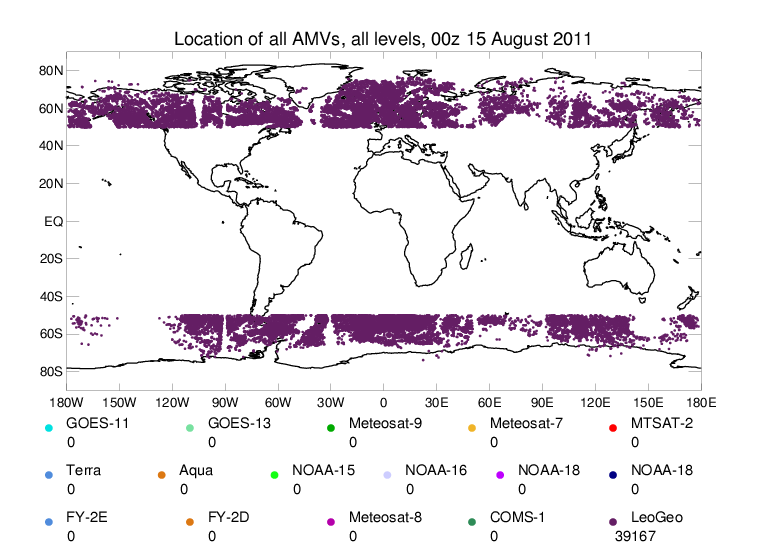 Location of all AMVs, all levels, 00z 15 August 2011
80N
60N
40N
20N
EQ
20S
40S
60S
80S
180W 150W 120W 90W 60W 30W 0 30E 60E 90E 120E 150E 180E
GOES-11 GOES-13 Meteosat-9 Meteosat-7 MTSAT-2
0 0 0 0 0
Terra Aqua NOAA-15 NOAA-16 NOAA-18 NOAA-18
0 0 0 0 0 0
FY-2E FY-2D Meteosat-8 COMS-1 LeoGeo
0 0 0 0 39167